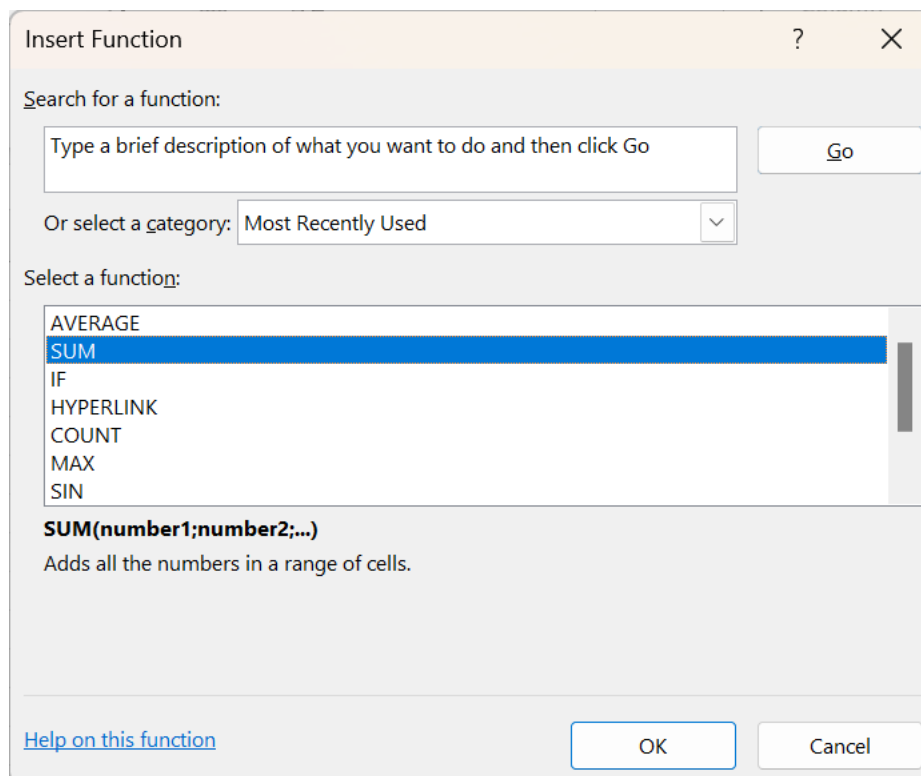 Insert Function
?
Search for a function:
Type a brief description of what you want to do and then click Go
Go
Or select a category: Most Recently Used
Select a function:
AVERAGE
SUM
IF
HYPERLINK
COUNT
MAX
SIN
SUM(number1;number2;...)
Adds all the numbers in a range of cells.
Help on this function
OK
Cancel